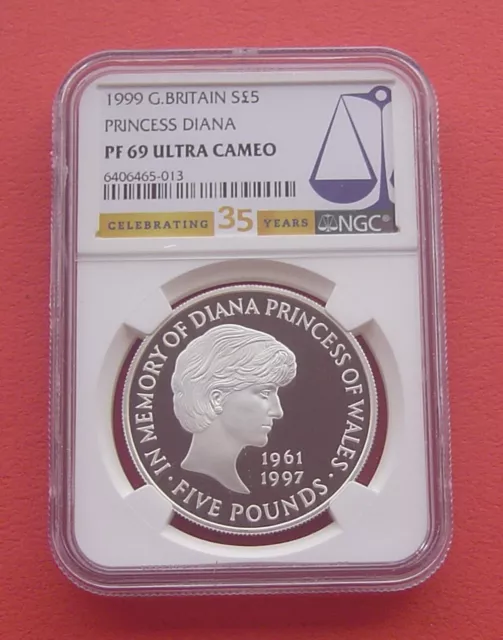 1999 G.BRITAIN S£5
PRINCESS DIANA
PF 69 ULTRA CAMEO
6406465-013
CELEBRATING 35 YEARS NGC
IN MEMORY OF DIANA PRINCESS OF WALES
1961
1997
· FIVE POUNDS ·